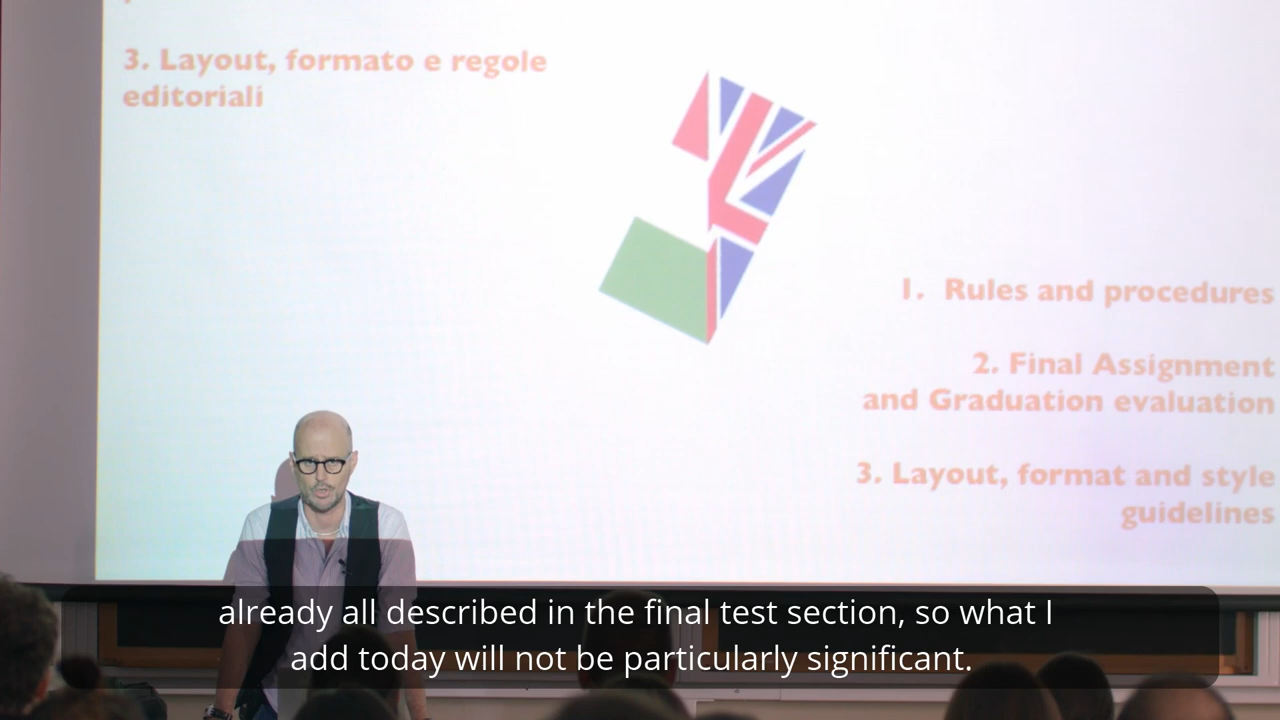 3. Layout, formato e regole
editoriali
1. Rules and procedures
2. Final Assignment
and Graduation evaluation
3. Layout, format and style
guidelines
already all described in the final test section, so what I
add today will not be particularly significant.